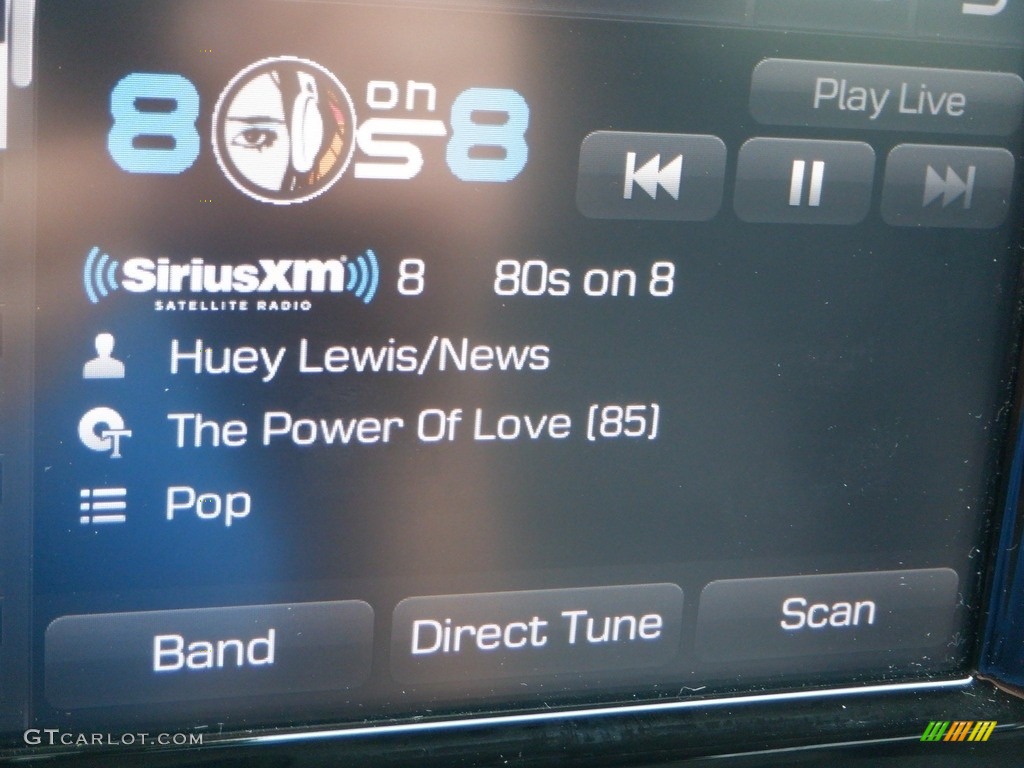 80s on 8
Play Live
SiriusXM 8 80s on 8
SATELLITE RADIO
Huey Lewis/News
The Power Of Love (85)
Pop
Band Direct Tune Scan
GTCARLOT.COM